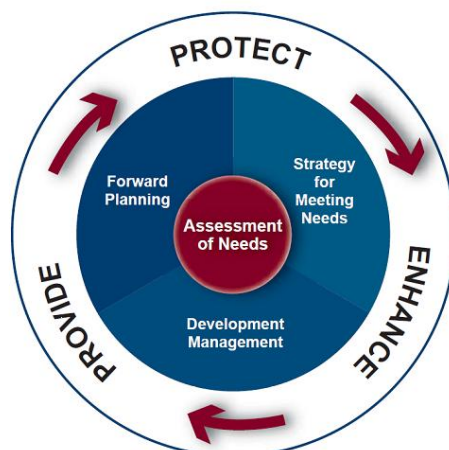 PROTECT
Forward
Planning
Strategy
for
Meeting
Needs
Assessment
of Needs
Development
Management
PROVIDE
ENHANCE